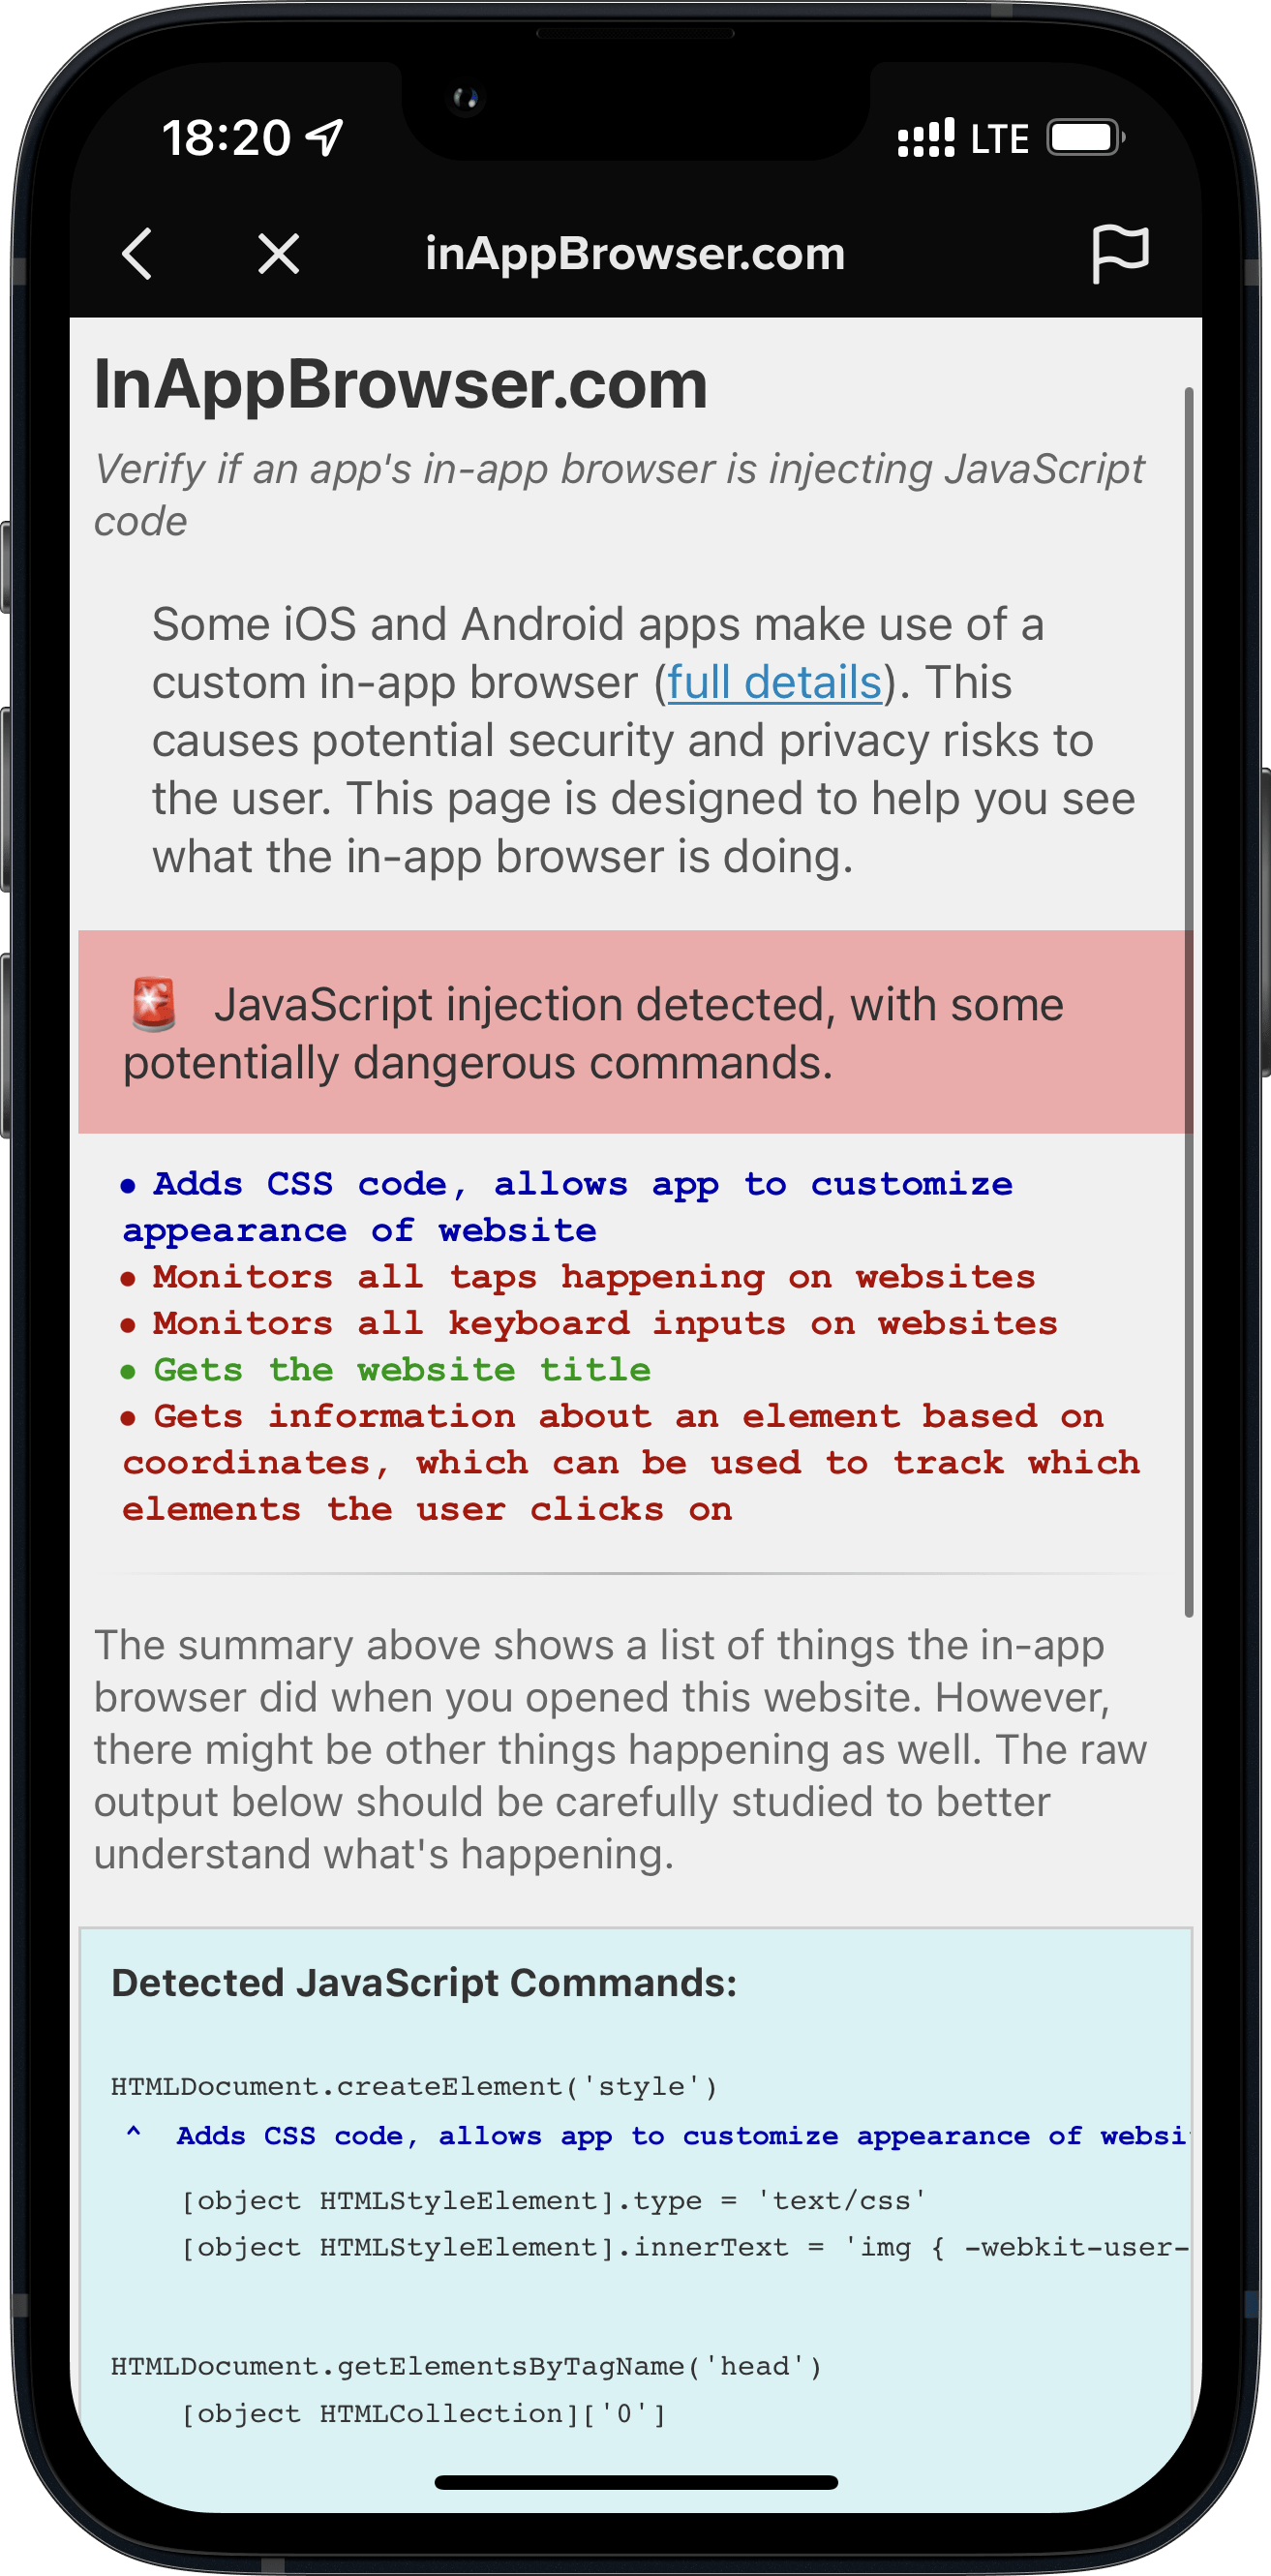 18:20
LTE
inAppBrowser.com
InAppBrowser.com
Verify if an app's in-app browser is injecting JavaScript
code
Some iOS and Android apps make use of a
custom in-app browser (full details). This
causes potential security and privacy risks to
the user. This page is designed to help you see
what the in-app browser is doing.
🚨 JavaScript injection detected, with some
potentially dangerous commands.
• Adds CSS code, allows app to customize
appearance of website
• Monitors all taps happening on websites
• Monitors all keyboard inputs on websites
• Gets the website title
• Gets information about an element based on
coordinates, which can be used to track which
elements the user clicks on
The summary above shows a list of things the in-app
browser did when you opened this website. However,
there might be other things happening as well. The raw
output below should be carefully studied to better
understand what's happening.
Detected JavaScript Commands:
HTMLDocument.createElement('style')
^ Adds CSS code, allows app to customize appearance of websi
[object HTMLStyleElement].type = 'text/css'
[object HTMLStyleElement].innerText = 'img { -webkit-user-
HTMLDocument.getElementsByTagName('head')
[object HTMLCollection]['0']